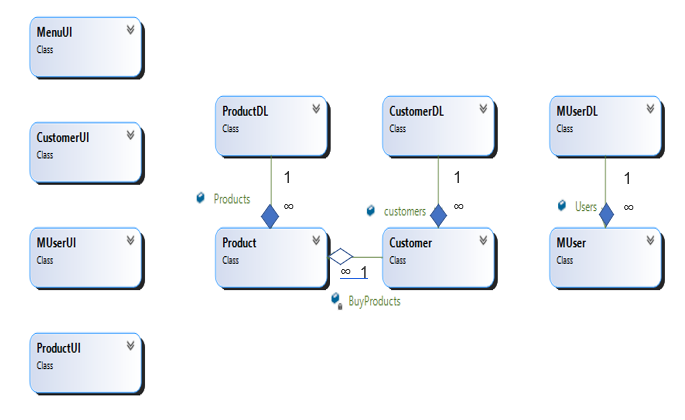 MenuUI
Class
CustomerUI
Class
MUserUI
Class
ProductUI
Class
ProductDL
Class
CustomerDL
Class
MUserDL
Class
1
1
1
Products
∞
customers
∞
Users
∞
Product
Class
Customer
Class
MUser
Class
∞ 1
BuyProducts